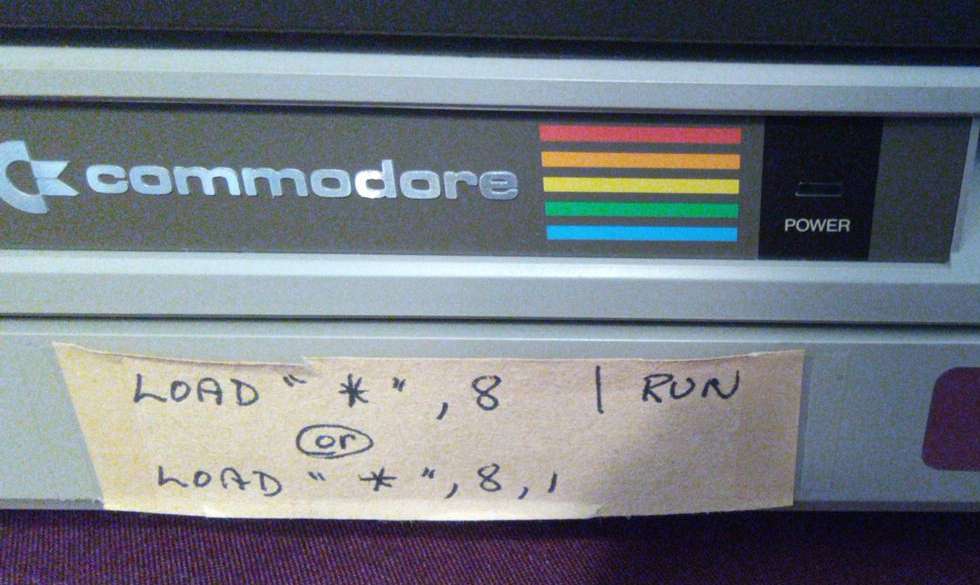 commodore
POWER
LOAD "*", 8 | RUN
or
LOAD "*", 8, 1